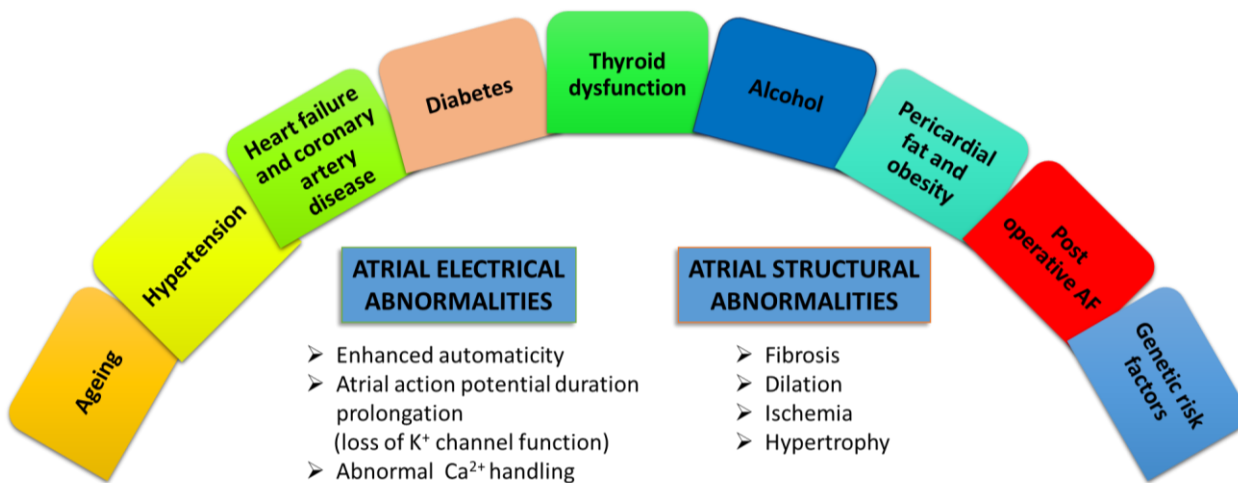 Ageing
Hypertension
Heart failure
and coronary
artery
disease
Diabetes
Thyroid
dysfunction
Alcohol
Pericardial
fat and
obesity
Post
operative AF
Genetic risk
factors
ATRIAL ELECTRICAL
ABNORMALITIES
➢ Enhanced automaticity
➢ Atrial action potential duration
prolongation
(loss of K⁺ channel function)
➢ Abnormal Ca²⁺ handling
ATRIAL STRUCTURAL
ABNORMALITIES
➢ Fibrosis
➢ Dilation
➢ Ischemia
➢ Hypertrophy